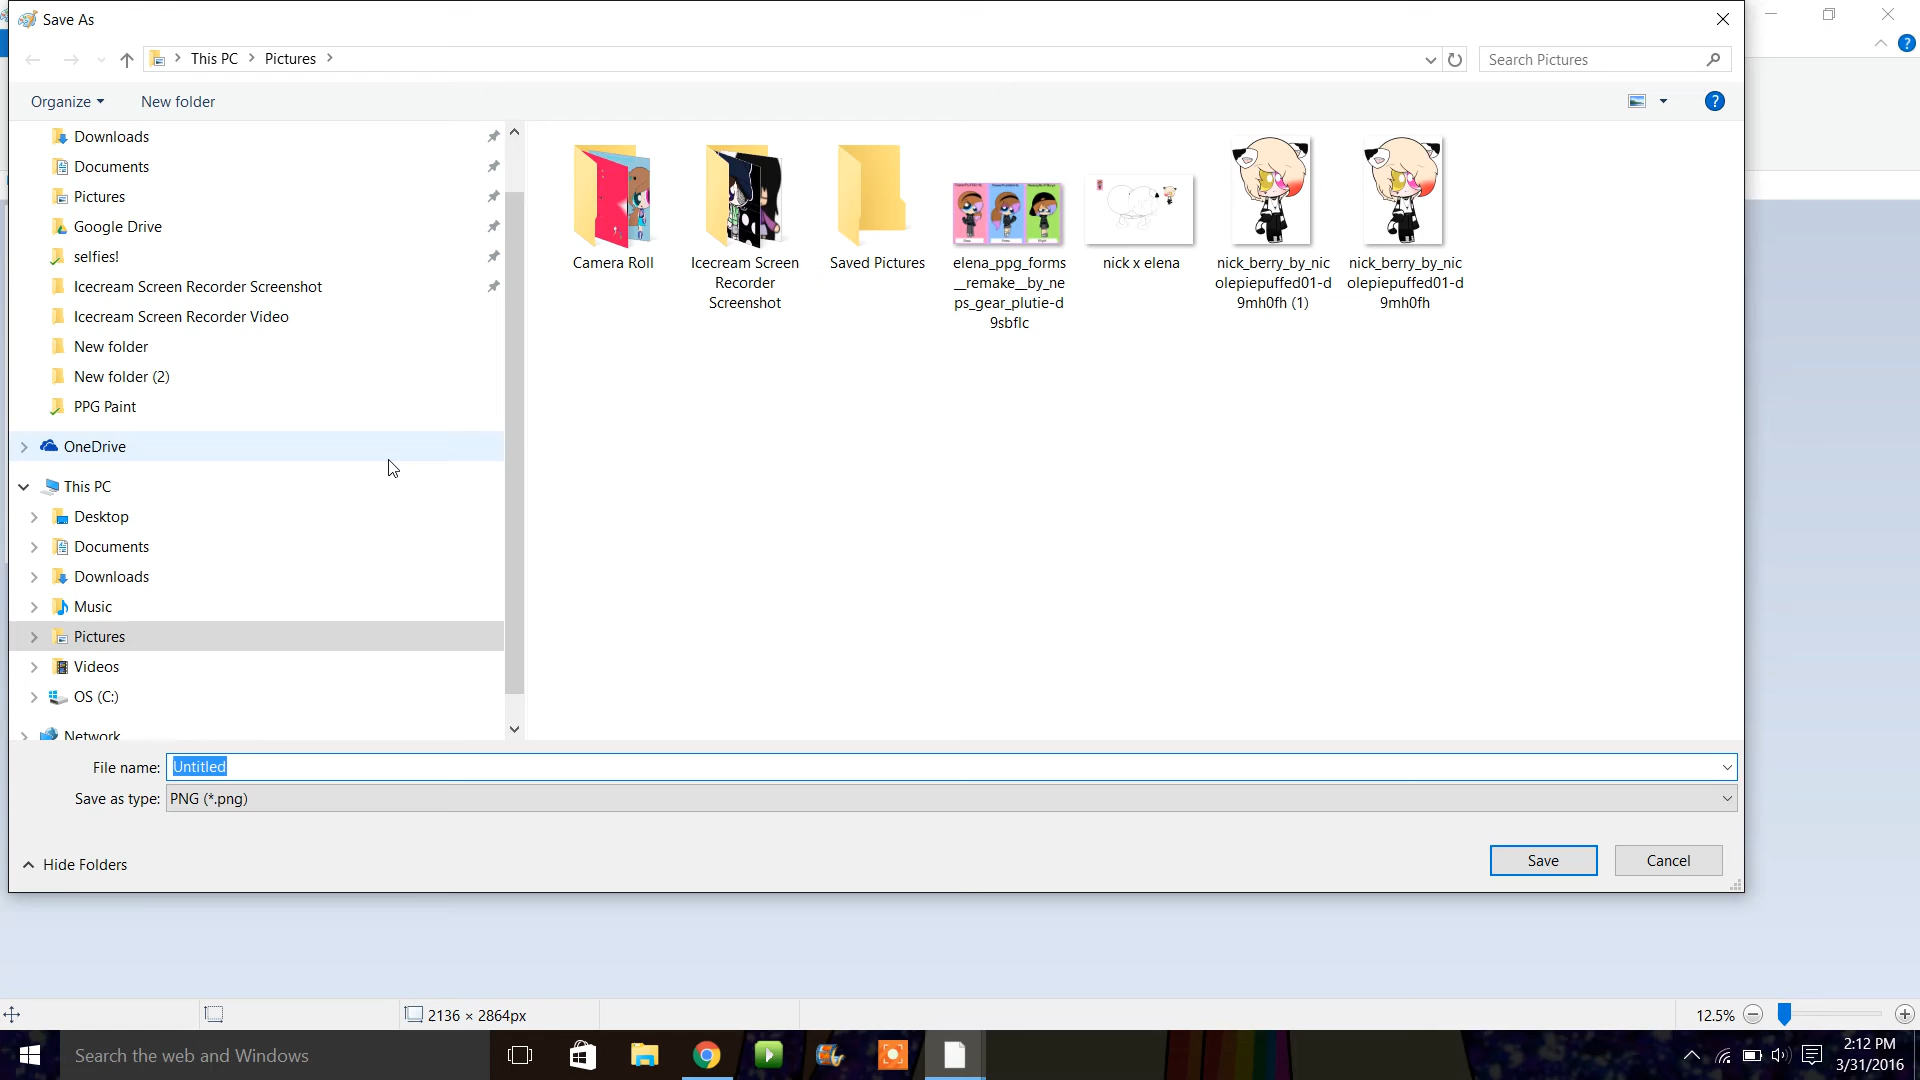 Save As
This PC
Pictures
Search Pictures
Organize
New folder
Downloads
Documents
Pictures
Google Drive
selfies!
Icecream Screen Recorder Screenshot
Icecream Screen Recorder Video
New folder
New folder (2)
PPG Paint
OneDrive
This PC
Desktop
Documents
Downloads
Music
Pictures
Videos
OS (C:)
Network
Camera Roll
Icecream Screen
Recorder
Screenshot
Saved Pictures
elena_ppg_forms
__remake__by_ne
ps_gear_plutie-d
9sbflc
nick x elena
nick_berry_by_nic
olepiepuffed01-d
9mh0fh (1)
nick_berry_by_nic
olepiepuffed01-d
9mh0fh
File name: Untitled
Save as type: PNG (*.png)
Hide Folders
Save
Cancel
2136 × 2864px
12.5%
Search the web and Windows
2:12 PM
3/31/2016